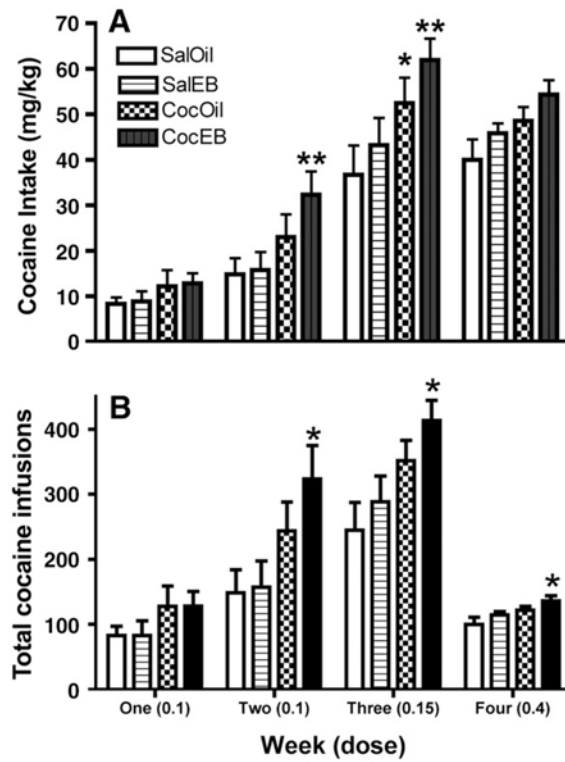 A
SalOil
SalEB
CocOil
CocEB
Cocaine Intake (mg/kg)
70
60
50
40
30
20
10
0
**
*
**
B
Total cocaine infusions
400
300
200
100
0
*
*
*
One (0.1) Two (0.1) Three (0.15) Four (0.4)
Week (dose)